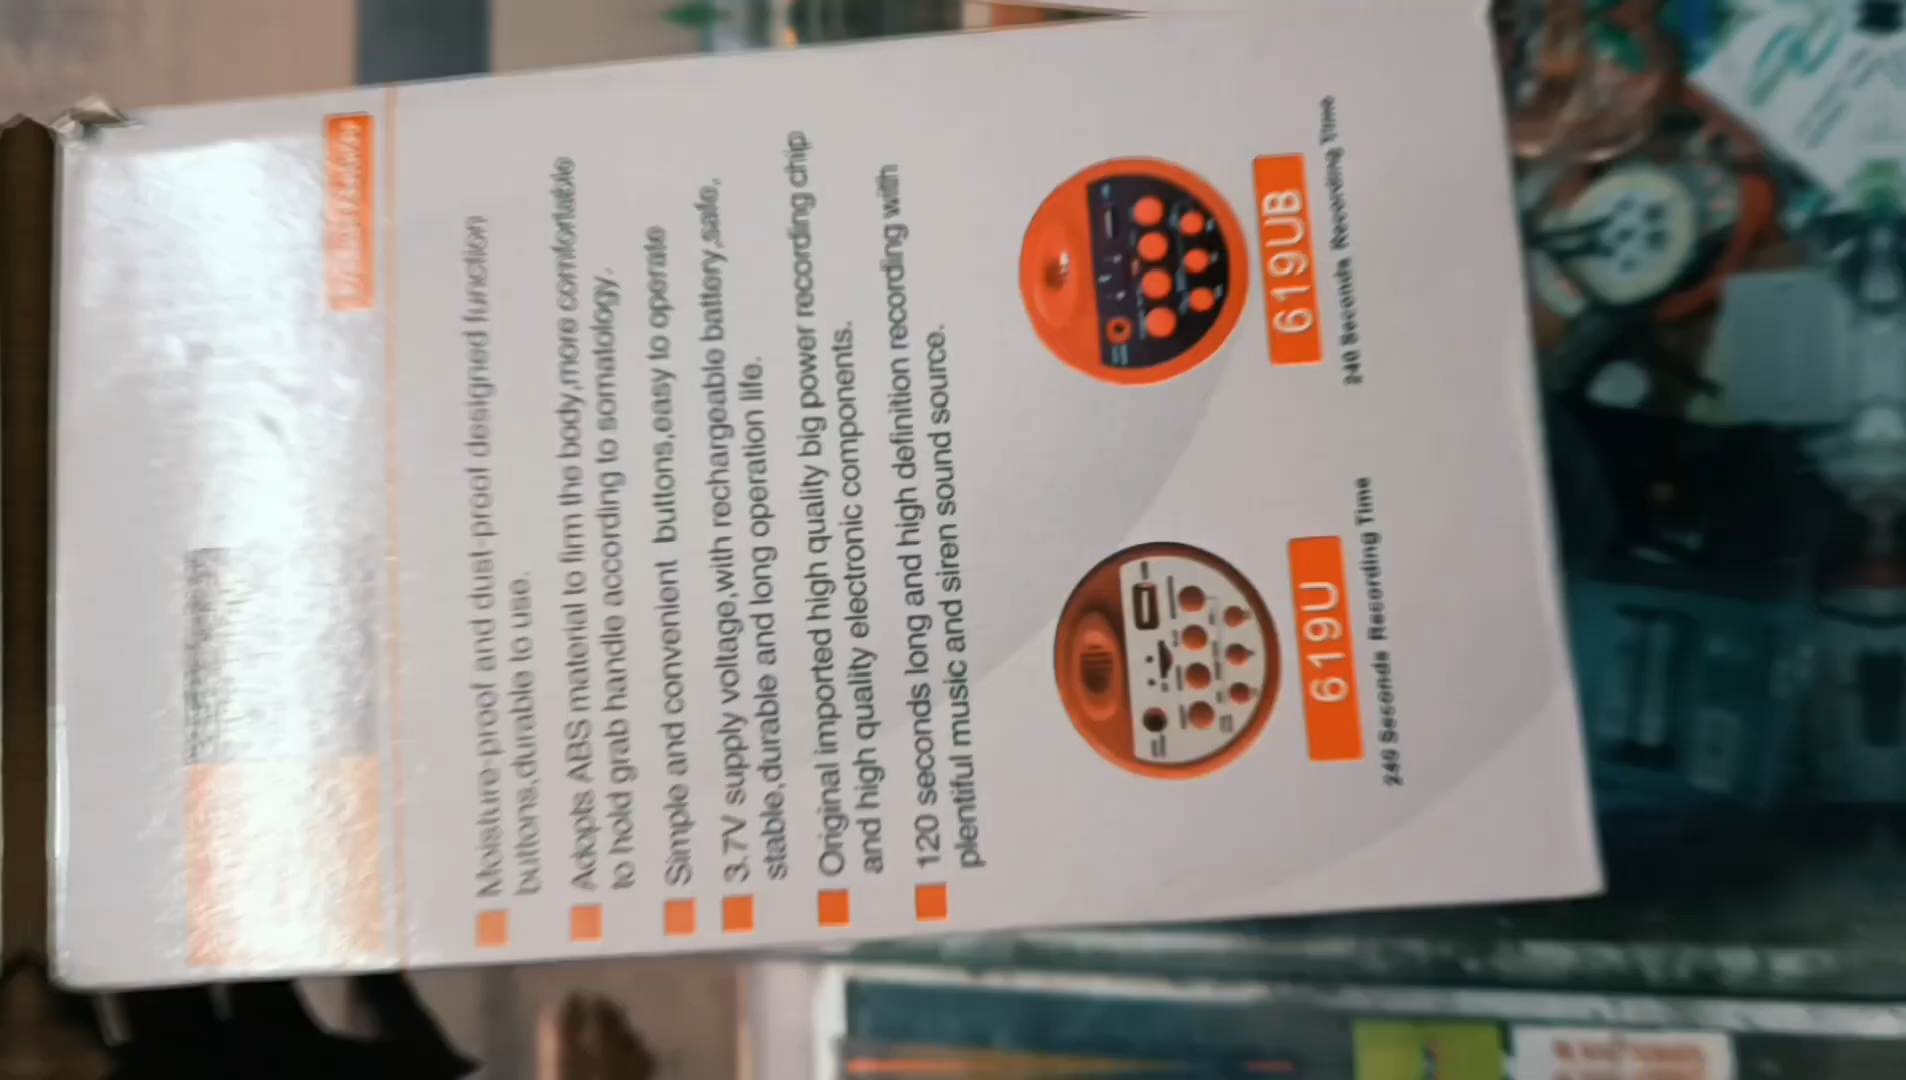 Moisture-proof and dust-proof designed function
buttons,durable to use.
Adopts ABS material to firm the body,more comfortable
to hold grab handle according to somatology.
Simple and convenient buttons,easy to operate
3.7V supply voltage,with rechargeable battery,safe,
stable,durable and long operation life.
Original imported high quality big power recording chip
and high quality electronic components.
120 seconds long and high definition recording with
plentiful music and siren sound source.
619U
240 Seconds Recording Time
619UB
240 Seconds Recording Time